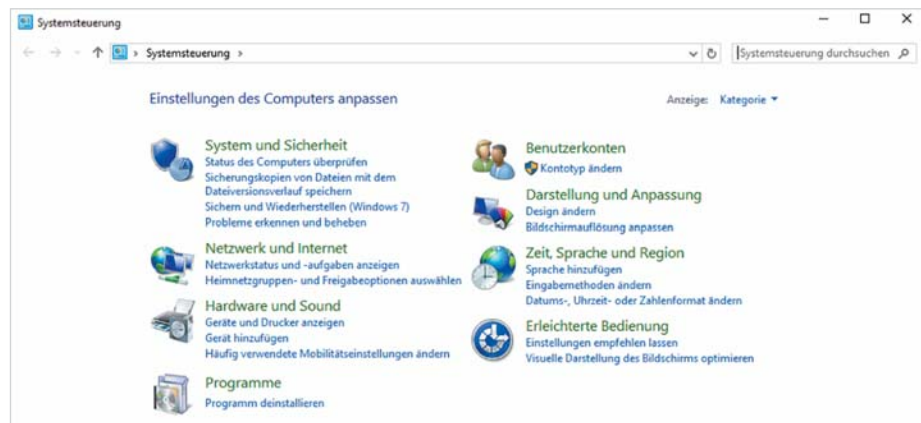 Systemsteuerung
Systemsteuerung
Systemsteuerung durchsuchen
Einstellungen des Computers anpassen
Anzeige: Kategorie
System und Sicherheit
Status des Computers überprüfen
Sicherungskopien von Dateien mit dem
Dateiversionsverlauf speichern
Sichern und Wiederherstellen (Windows 7)
Probleme erkennen und beheben
Netzwerk und Internet
Netzwerkstatus und -aufgaben anzeigen
Heimnetzgruppen- und Freigabeoptionen auswählen
Hardware und Sound
Geräte und Drucker anzeigen
Gerät hinzufügen
Häufig verwendete Mobilitätseinstellungen ändern
Programme
Programm deinstallieren
Benutzerkonten
Kontotyp ändern
Darstellung und Anpassung
Design ändern
Bildschirmauflösung anpassen
Zeit, Sprache und Region
Sprache hinzufügen
Eingabemethoden ändern
Datums-, Uhrzeit- oder Zahlenformat ändern
Erleichterte Bedienung
Einstellungen empfehlen lassen
Visuelle Darstellung des Bildschirms optimieren